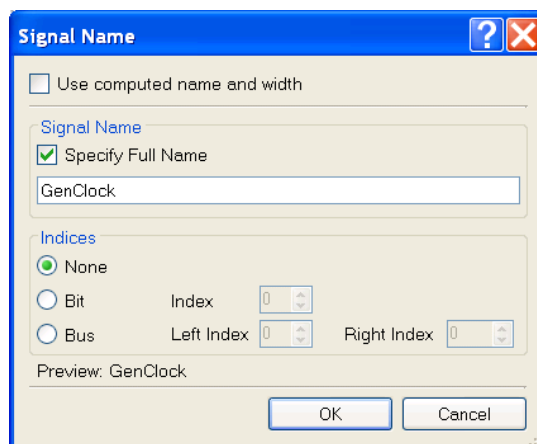 Signal Name
Use computed name and width
Signal Name
Specify Full Name
GenClock
Indices
None
Bit Index 0
Bus Left Index 0 Right Index 0
Preview: GenClock
OK Cancel